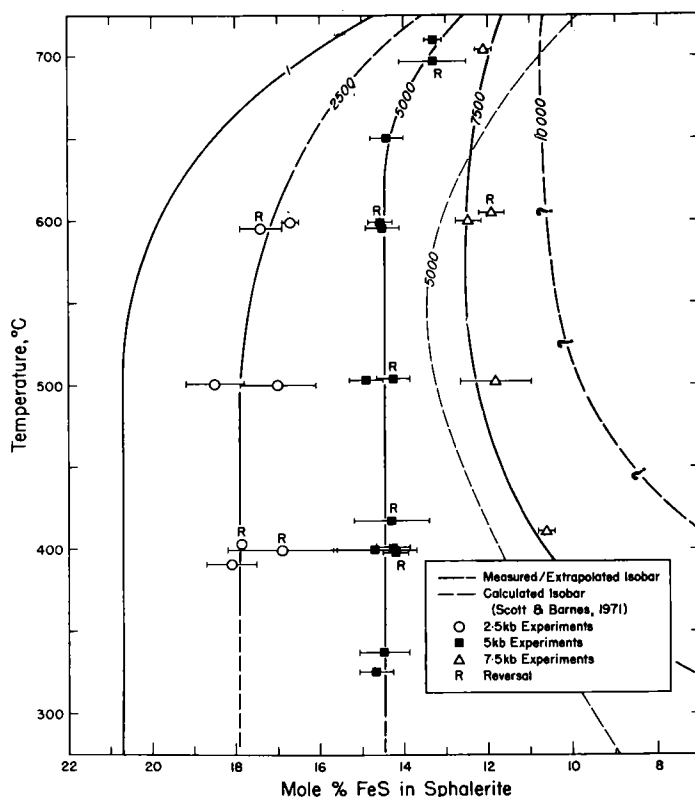 700
600
500
400
300
Temperature, °C
22
20
18
16
14
12
10
8
Mole % FeS in Sphalerite
1
2500
5000
7500
10 000
5000
R
R
R
R
R
R
R
R
R
?
?
?
Measured/Extrapolated Isobar
Calculated Isobar
(Scott & Barnes, 1971)
2·5kb Experiments
5kb Experiments
7·5kb Experiments
R Reversal